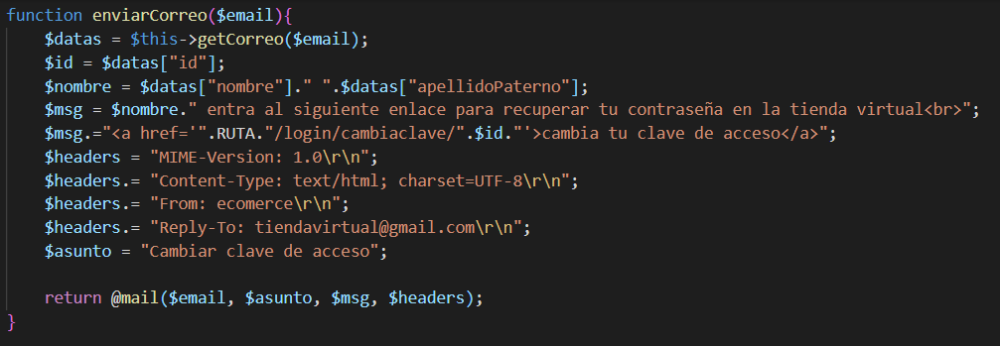 function enviarCorreo($email){
    $datas = $this->getCorreo($email);
    $id = $datas["id"];
    $nombre = $datas["nombre"]." ".$datas["apellidoPaterno"];
    $msg = $nombre." entra al siguiente enlace para recuperar tu contraseña en la tienda virtual<br>";
    $msg.="<a href='".RUTA."/login/cambiaclave/".$id."'>cambia tu clave de acceso</a>";
    $headers = "MIME-Version: 1.0\r\n";
    $headers.= "Content-Type: text/html; charset=UTF-8\r\n";
    $headers.= "From: ecomerce\r\n";
    $headers.= "Reply-To: tiendavirtual@gmail.com\r\n";
    $asunto = "Cambiar clave de acceso";

    return @mail($email, $asunto, $msg, $headers);
}